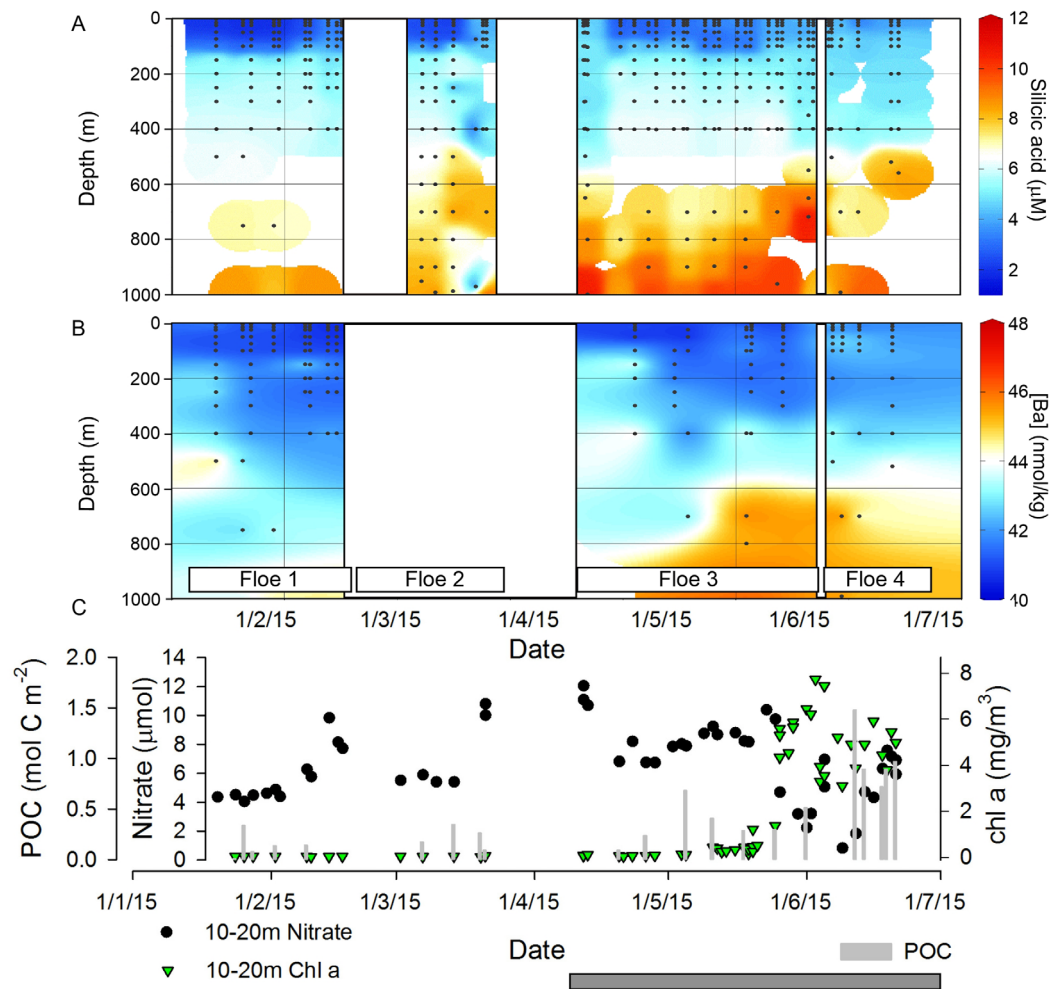 A
0
200
400
600
800
1000
Depth (m)
12
10
8
6
4
2
Silicic acid (µM)
B
0
200
400
600
800
1000
Depth (m)
48
46
44
42
40
[Ba] (nmol/kg)
Floe 1
Floe 2
Floe 3
Floe 4
1/2/15 1/3/15 1/4/15 1/5/15 1/6/15 1/7/15
Date
C
2.0
1.5
1.0
0.5
0.0
POC (mol C m⁻²)
14
12
10
8
6
4
2
0
Nitrate (µmol)
8
6
4
2
0
chl a (mg/m³)
1/1/15 1/2/15 1/3/15 1/4/15 1/5/15 1/6/15 1/7/15
10-20m Nitrate
Date
POC
10-20m Chl a